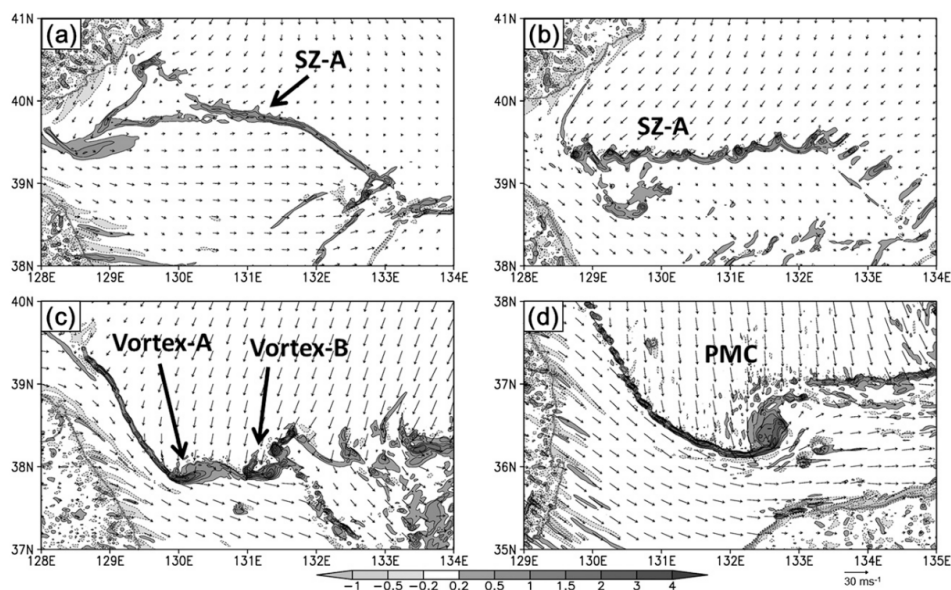 (a)
SZ-A
41N
40N
39N
38N
128E 129E 130E 131E 132E 133E 134E
(b)
SZ-A
41N
40N
39N
38N
128E 129E 130E 131E 132E 133E 134E
(c)
Vortex-A Vortex-B
40N
39N
38N
37N
128E 129E 130E 131E 132E 133E 134E
(d)
PMC
38N
37N
36N
35N
129E 130E 131E 132E 133E 134E 135E
−1 −0.5 −0.2 0.2 0.5 1 1.5 2 3 4
30 ms⁻¹